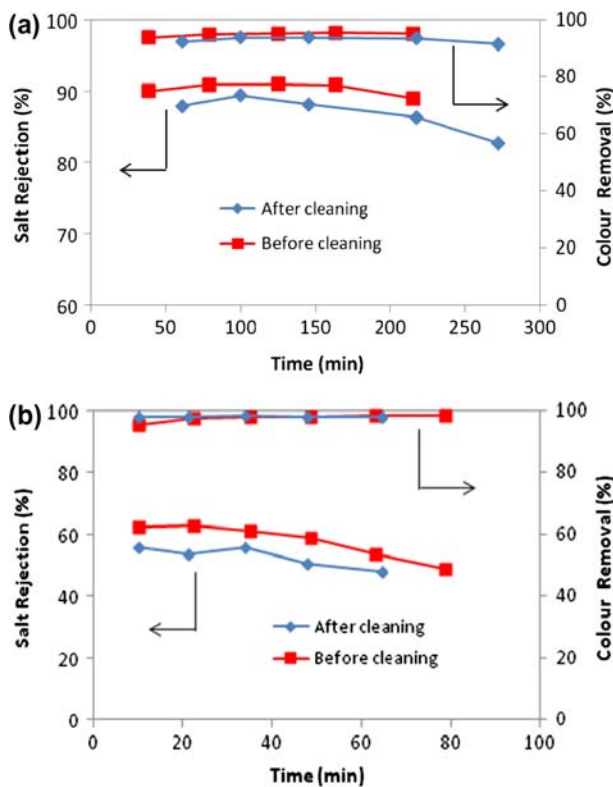 (a)
100
90
80
70
60
Salt Rejection (%)
100
80
60
40
20
0
Colour Removal (%)
After cleaning
Before cleaning
0 50 100 150 200 250 300
Time (min)
(b)
100
80
60
40
20
0
Salt Rejection (%)
100
80
60
40
20
0
Colour Removal (%)
After cleaning
Before cleaning
0 20 40 60 80 100
Time (min)